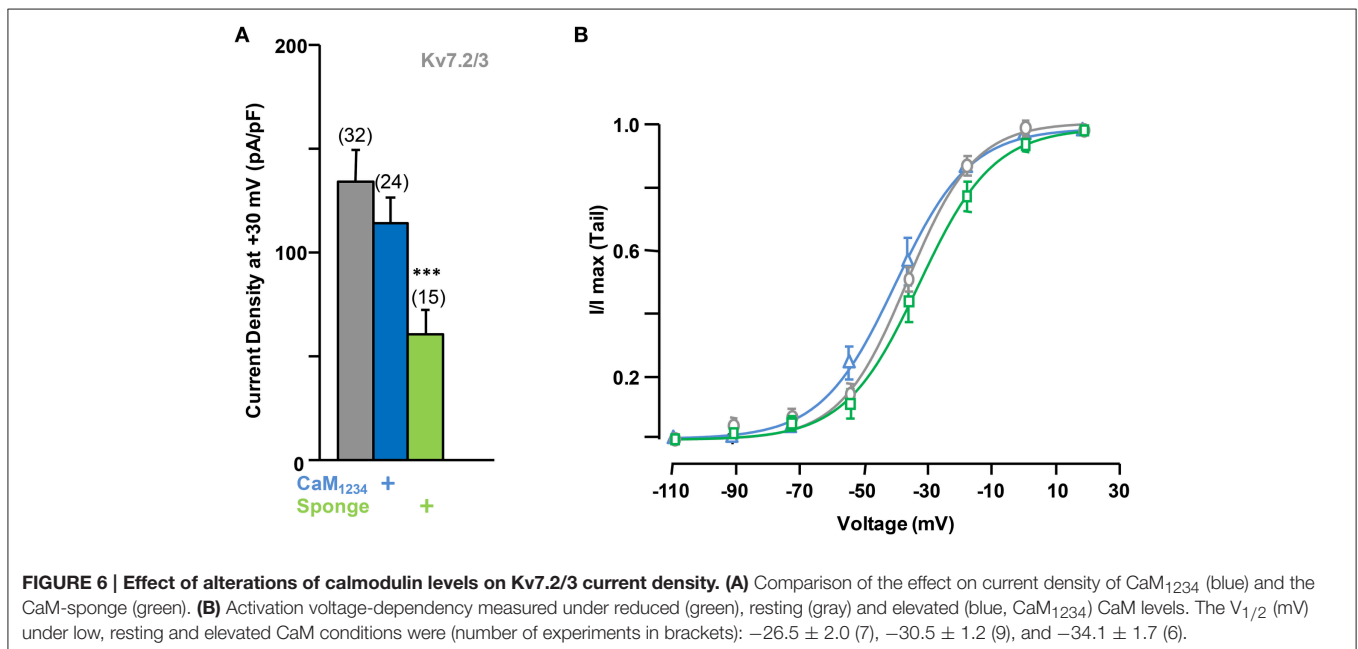 A
B
200
100
0
Current Density at +30 mV (pA/pF)
Kv7.2/3
(32)
(24)
***
(15)
CaM1234 +
Sponge +
1.0
0.6
0.2
I/I max (Tail)
-110 -90 -70 -50 -30 -10 10 30
Voltage (mV)
FIGURE 6 | Effect of alterations of calmodulin levels on Kv7.2/3 current density. (A) Comparison of the effect on current density of CaM1234 (blue) and the
CaM-sponge (green). (B) Activation voltage-dependency measured under reduced (green), resting (gray) and elevated (blue, CaM1234) CaM levels. The V1/2 (mV)
under low, resting and elevated CaM conditions were (number of experiments in brackets): −26.5 ± 2.0 (7), −30.5 ± 1.2 (9), and −34.1 ± 1.7 (6).